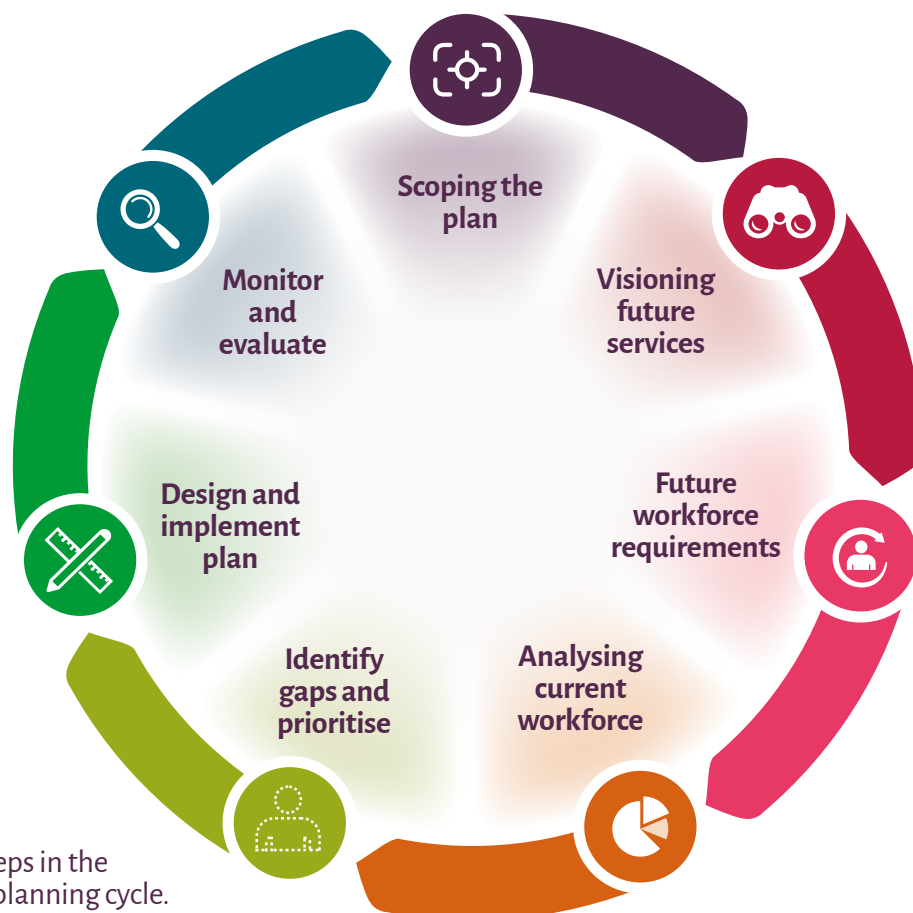 Scoping the
plan
Visioning
future
services
Future
workforce
requirements
Analysing
current
workforce
Identify
gaps and
prioritise
Design and
implement
plan
Monitor
and
evaluate
in the
planning cycle.